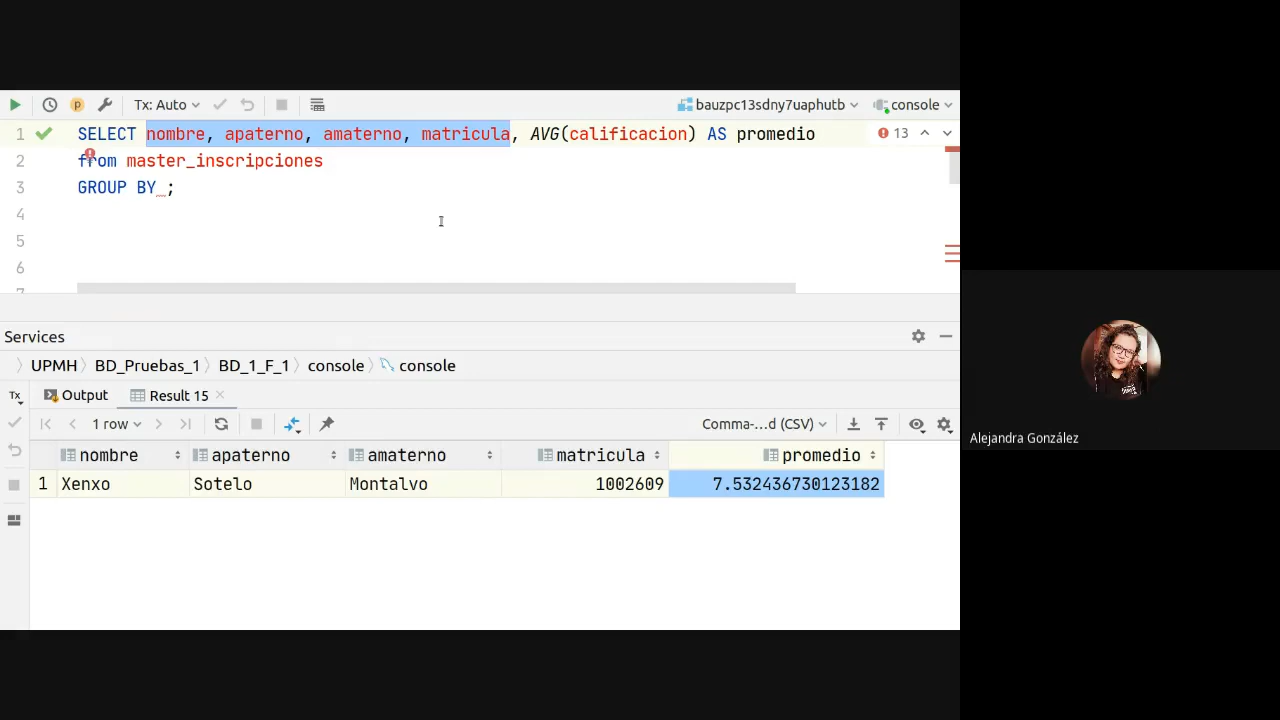 Tx: Auto
bauzpc13sdny7uaphutb
console
1 SELECT nombre, apaterno, amaterno, matricula, AVG(calificacion) AS promedio
13
2 from master_inscripciones
3 GROUP BY ;
4
5
6
7
Services
UPMH BD_Pruebas_1 BD_1_F_1 console console
Tx
Output Result 15
1 row
Comma-...d (CSV)
nombre apaterno amaterno matricula promedio
1 Xenxo Sotelo Montalvo 1002609 7.532436730123182
Alejandra González